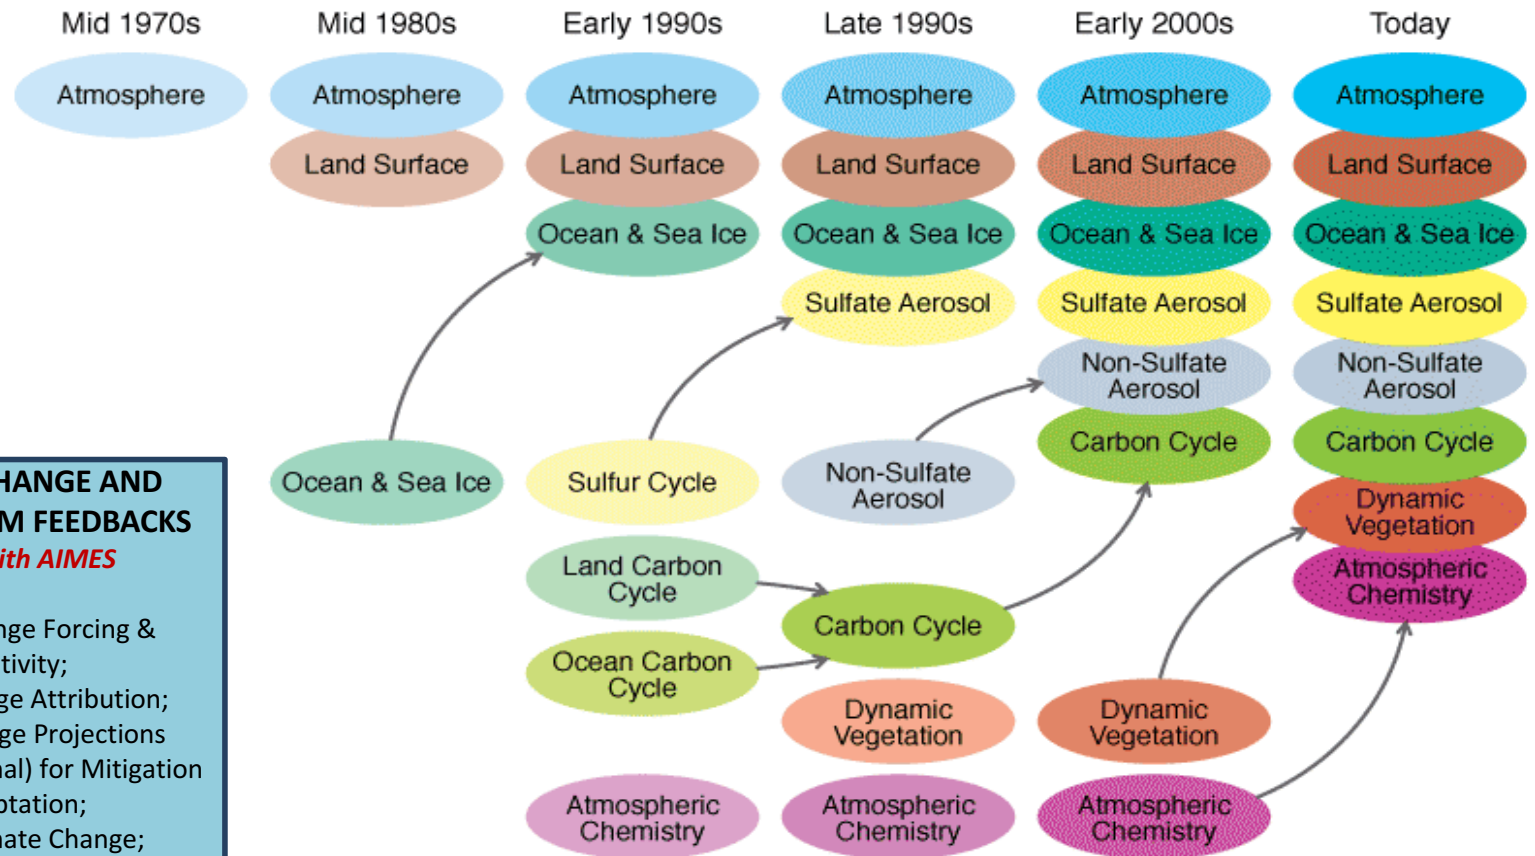 Mid 1970s
Mid 1980s
Early 1990s
Late 1990s
Early 2000s
Today
Atmosphere
Atmosphere
Atmosphere
Atmosphere
Atmosphere
Atmosphere
Land Surface
Land Surface
Land Surface
Land Surface
Land Surface
Ocean & Sea Ice
Ocean & Sea Ice
Ocean & Sea Ice
Ocean & Sea Ice
Sulfate Aerosol
Sulfate Aerosol
Sulfate Aerosol
Non-Sulfate
Aerosol
Non-Sulfate
Aerosol
Carbon Cycle
Carbon Cycle
Ocean & Sea Ice
Sulfur Cycle
Non-Sulfate
Aerosol
Dynamic
Vegetation
Land Carbon
Cycle
Atmospheric
Chemistry
Carbon Cycle
Ocean Carbon
Cycle
Dynamic
Vegetation
Dynamic
Vegetation
Atmospheric
Chemistry
Atmospheric
Chemistry
Atmospheric
Chemistry
HANGE AND
M FEEDBACKS
ith AIMES
nge Forcing &
tivity;
ge Attribution;
ge Projections
nal) for Mitigation
ptation;
nate Change;